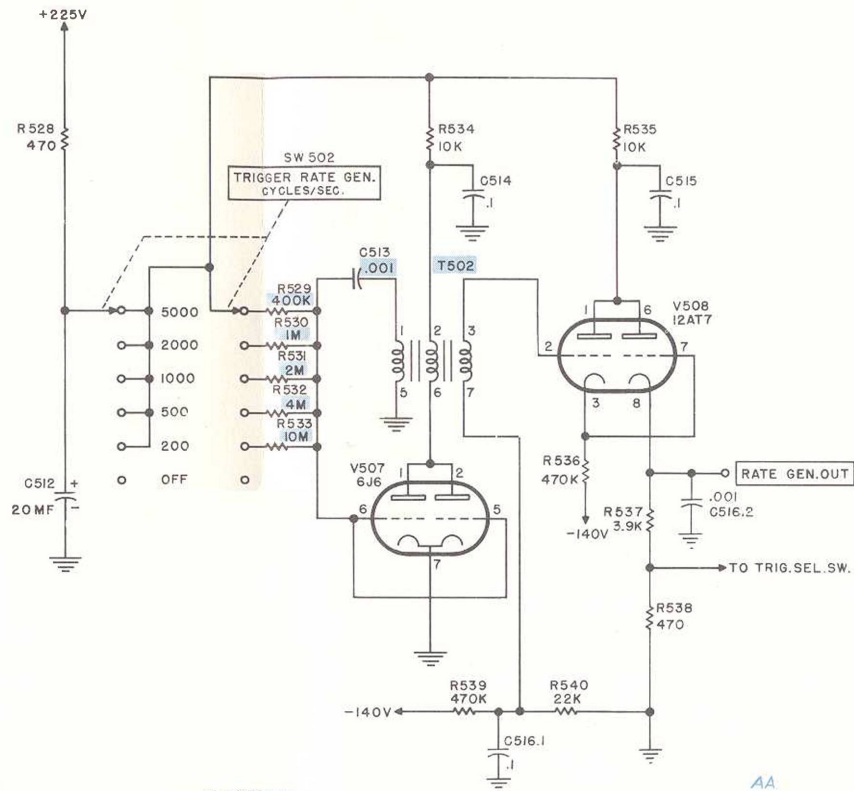 +225V
R528
470
SW 502
TRIGGER RATE GEN.
CYCLES/SEC.
R534
10K
R535
10K
C514
.1
C515
.1
C513
.001
T502
5000
2000
1000
500
200
OFF
R529
400K
R530
1M
R531
2M
R532
4M
R533
10M
1
5
2
6
3
7
V508
12AT7
1
6
2
7
3
8
V507
6J6
1
2
6
5
7
C512
+
-
20MF
R536
470K
-140V
RATE GEN.OUT
.001
C516.2
R537
3.9K
TO TRIG.SEL.SW.
R538
470
-140V
R539
470K
R540
22K
C516.1
.1
AA